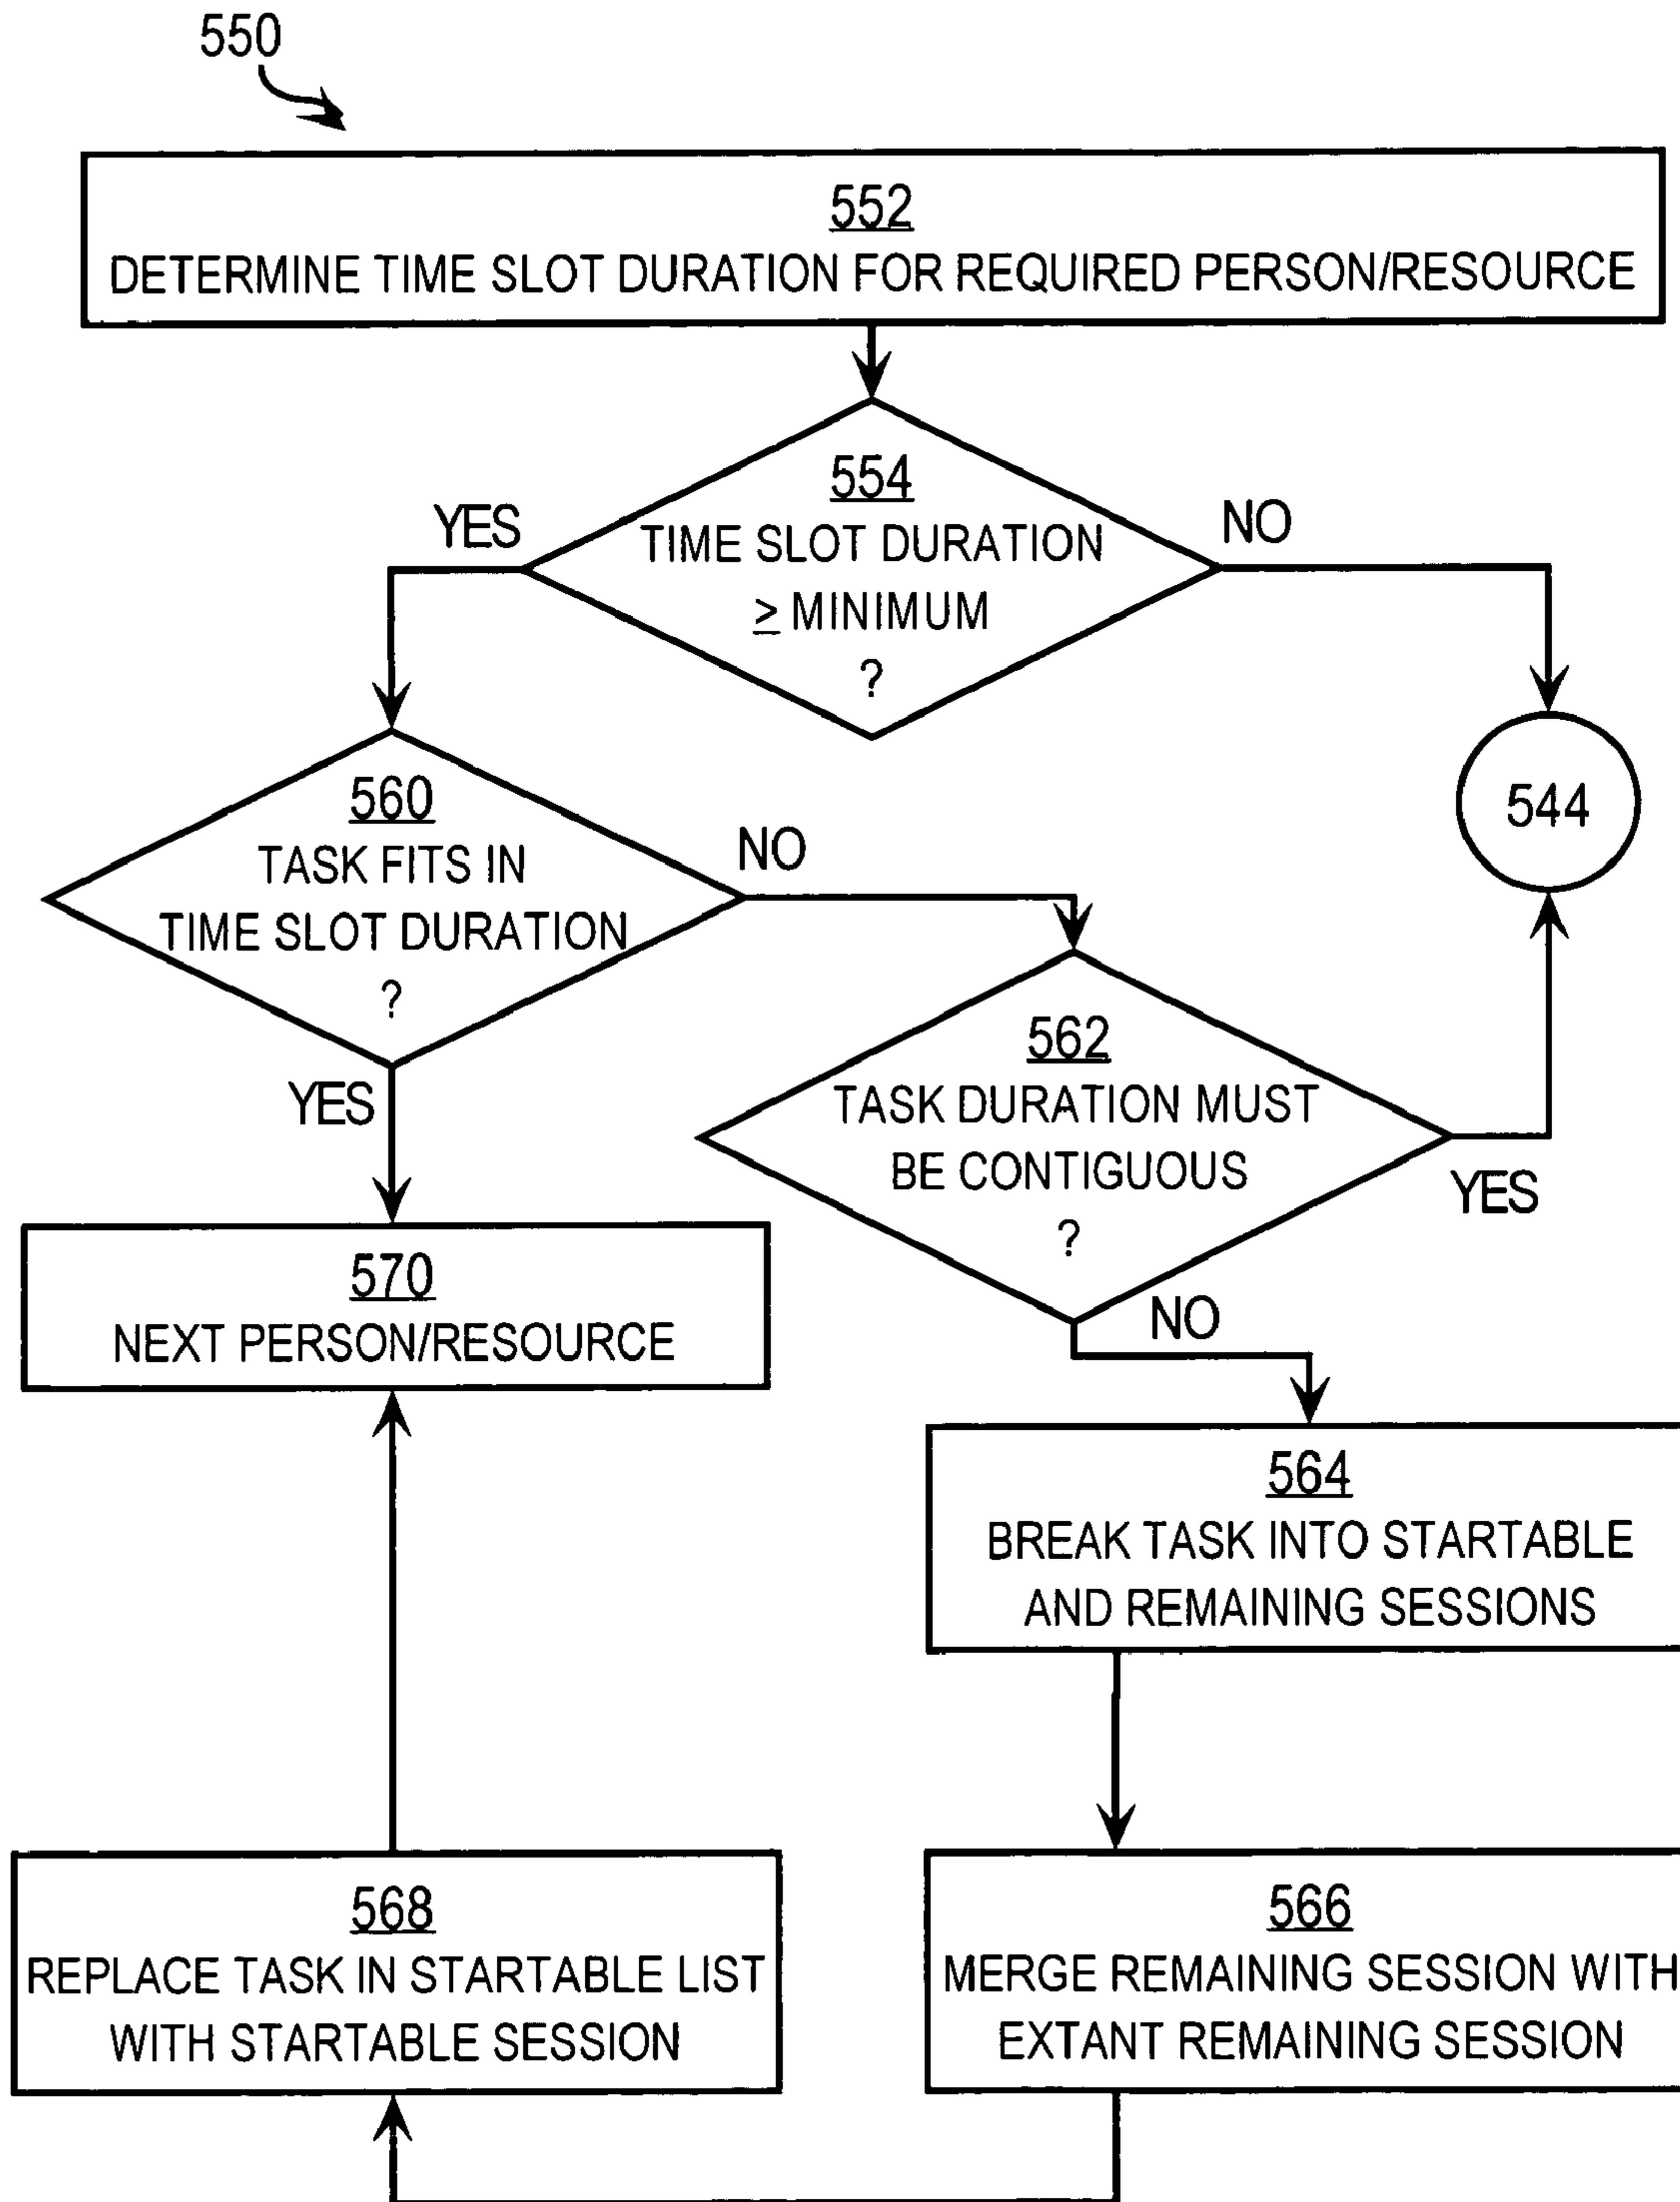 550
552
DETERMINE TIME SLOT DURATION FOR REQUIRED PERSON/RESOURCE
554
TIME SLOT DURATION
≥ MINIMUM
?
YES
NO
544
560
TASK FITS IN
TIME SLOT DURATION
?
NO
YES
562
TASK DURATION MUST
BE CONTIGUOUS
?
YES
NO
570
NEXT PERSON/RESOURCE
564
BREAK TASK INTO STARTABLE
AND REMAINING SESSIONS
568
REPLACE TASK IN STARTABLE LIST
WITH STARTABLE SESSION
566
MERGE REMAINING SESSION WITH
EXTANT REMAINING SESSION